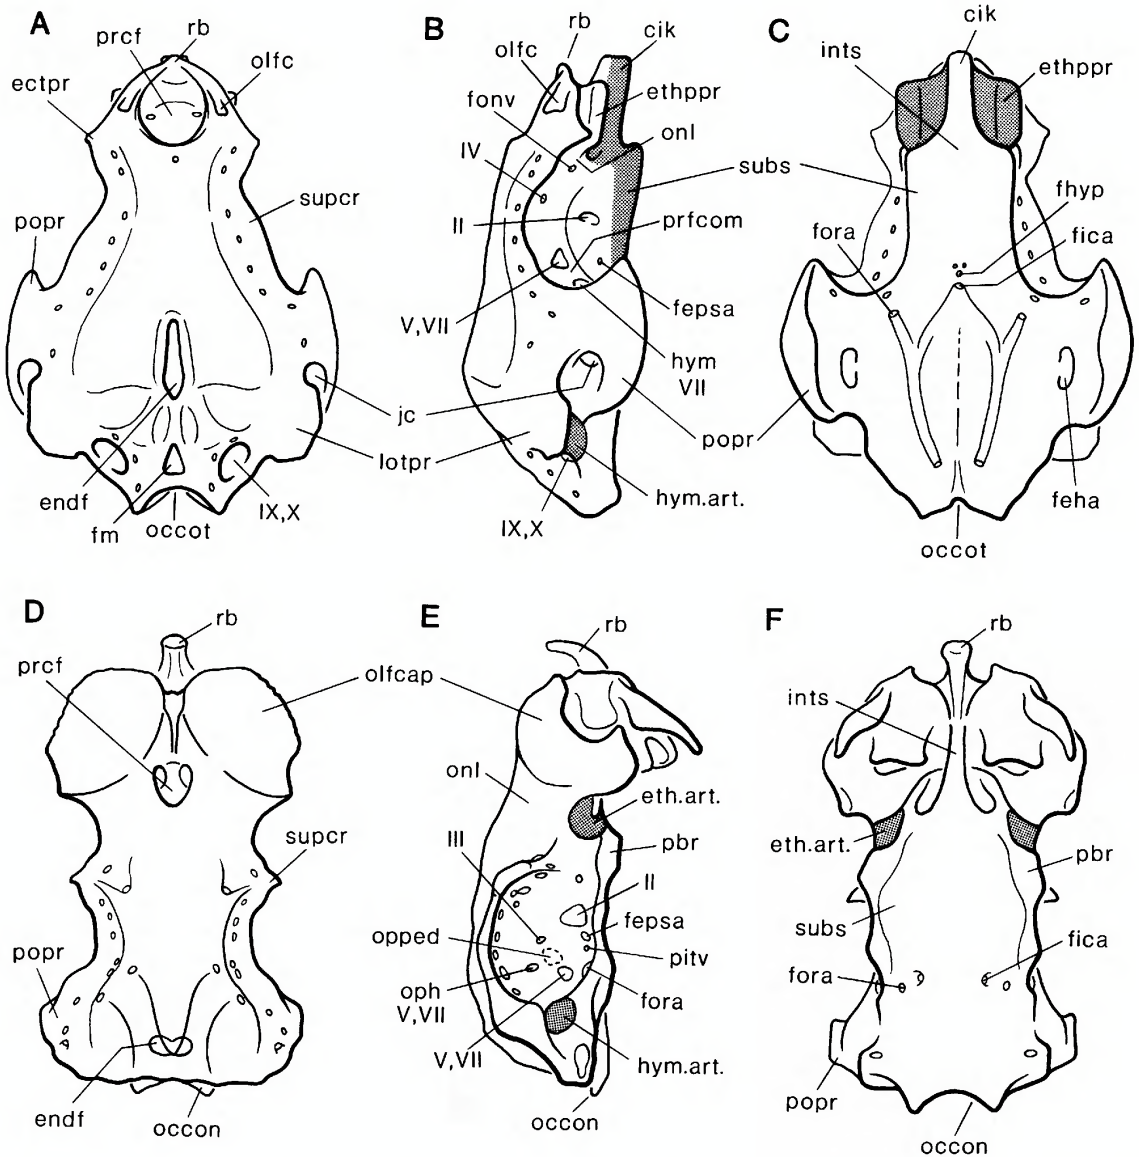 A
prcf
rb
olfc
ectpr
supcr
popr
jc
lotpr
endf
fm
occot
IX,X
B
rb
olfc
cik
fonv
ethppr
onl
IV
subs
II
prfcom
V,VII
fepsa
hym
VII
popr
hym.art.
IX,X
C
cik
ints
ethppr
fhyp
fora
fica
feha
occot
D
rb
prcf
olfcap
supcr
popr
endf
occon
E
rb
onl
eth.art.
III
pbr
II
fepsa
opped
pitv
oph
V,VII
fora
V,VII
hym.art.
occon
F
rb
ints
eth.art.
pbr
subs
fica
fora
popr
occon